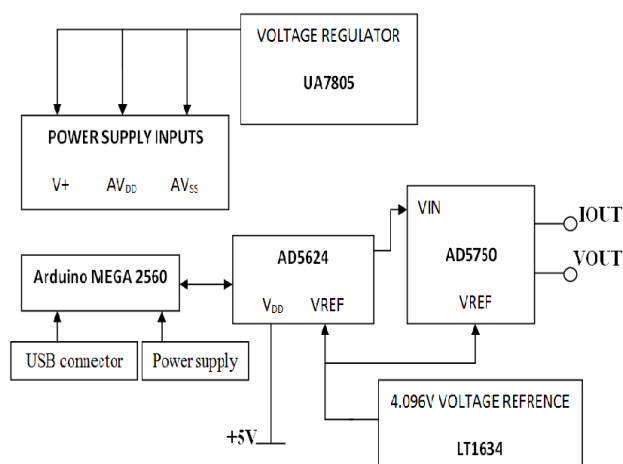 VOLTAGE REGULATOR
UA7805
POWER SUPPLY INPUTS
V+ AVDD AVSS
VIN
IOUT
AD5750
VOUT
VREF
AD5624
VDD VREF
Arduino MEGA 2560
USB connector
Power supply
+5V
4.096V VOLTAGE REFRENCE
LT1634